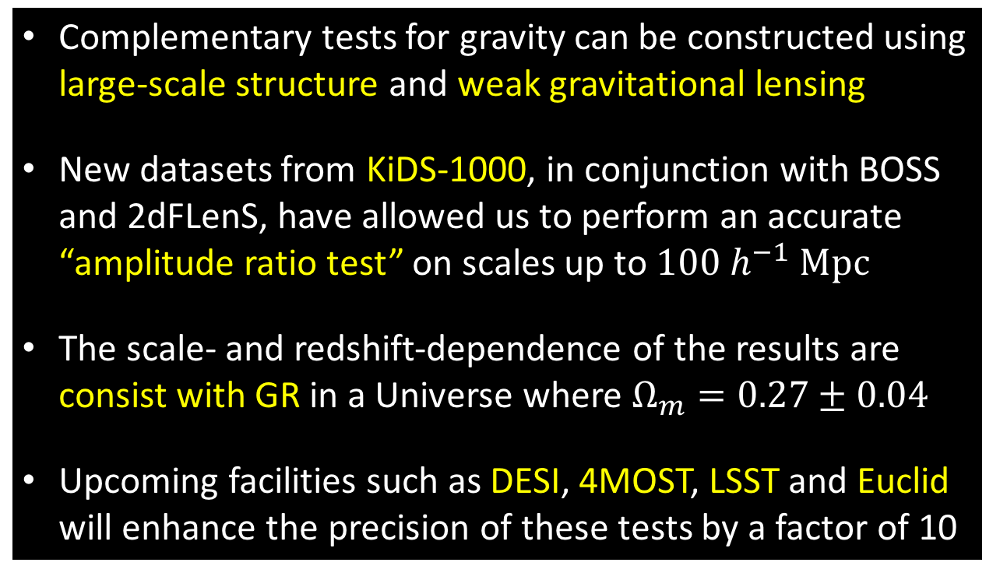 • Complementary tests for gravity can be constructed using
large-scale structure and weak gravitational lensing
• New datasets from KiDS-1000, in conjunction with BOSS
and 2dFLenS, have allowed us to perform an accurate
“amplitude ratio test” on scales up to 100 h⁻¹ Mpc
• The scale- and redshift-dependence of the results are
consist with GR in a Universe where Ωₘ = 0.27 ± 0.04
• Upcoming facilities such as DESI, 4MOST, LSST and Euclid
will enhance the precision of these tests by a factor of 10